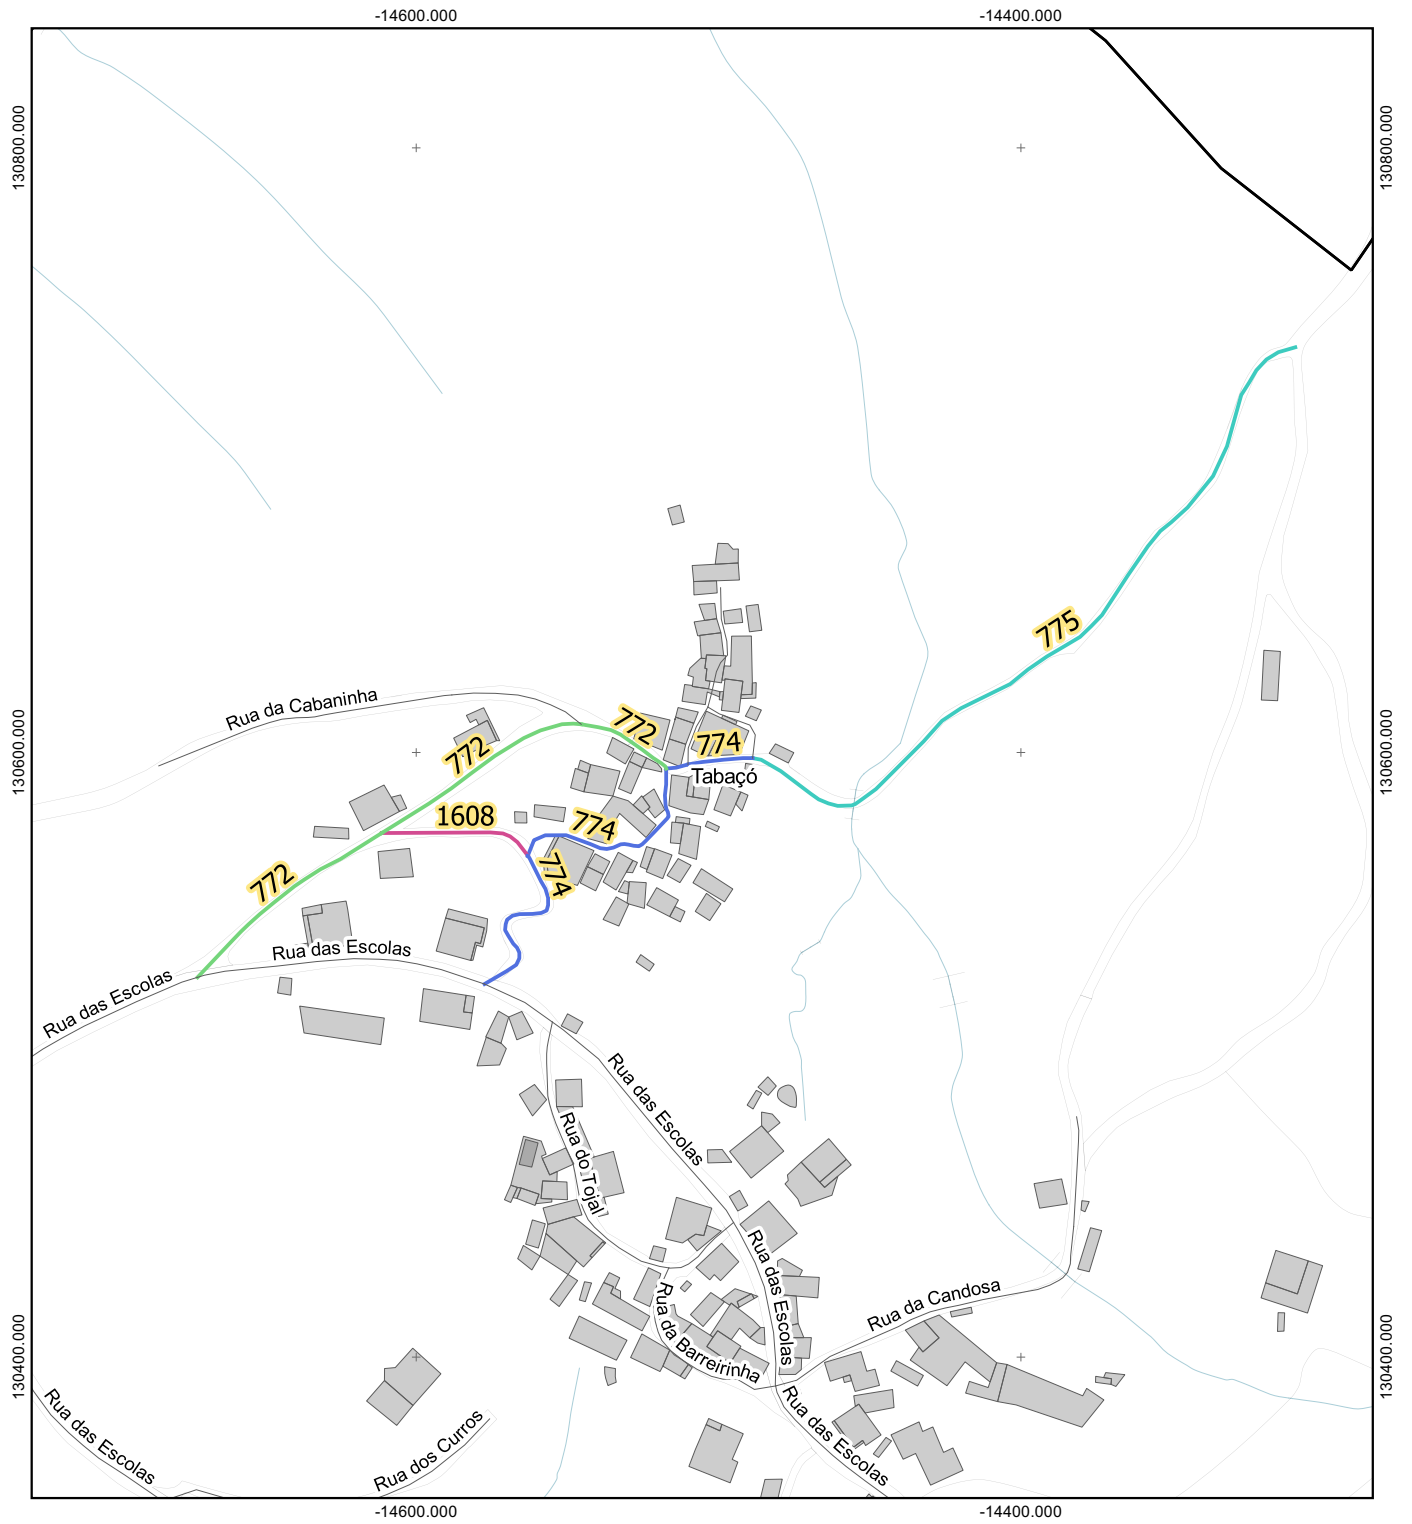 -14600.000
-14400.000
130800.000
130800.000
775
Rua da Cabaninha
772
772
774
130600.000
130600.000
Tabaçó
1608
774
774
772
Rua das Escolas
Rua das Escolas
Rua das Escolas
Rua do Tojal
Rua das Escolas
Rua da Candosa
Rua da Barreirinha
130400.000
130400.000
Rua das Escolas
Rua dos Curros
Rua das Escolas
-14600.000
-14400.000